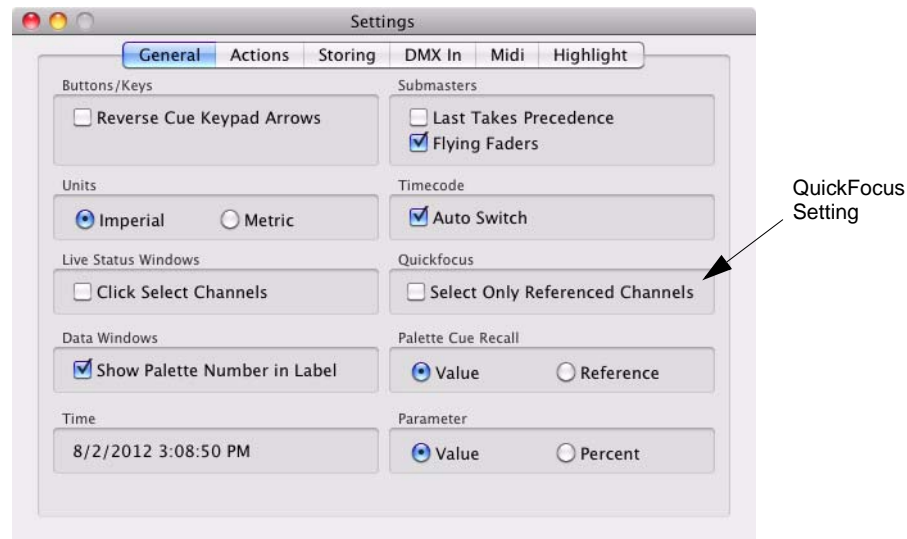 Settings
General Actions Storing DMX In Midi Highlight
Buttons/Keys
Reverse Cue Keypad Arrows
Submasters
Last Takes Precedence
Flying Faders
Units
Imperial Metric
Timecode
Auto Switch
QuickFocus
Setting
Live Status Windows
Click Select Channels
Quickfocus
Select Only Referenced Channels
Data Windows
Show Palette Number in Label
Palette Cue Recall
Value Reference
Time
8/2/2012 3:08:50 PM
Parameter
Value Percent